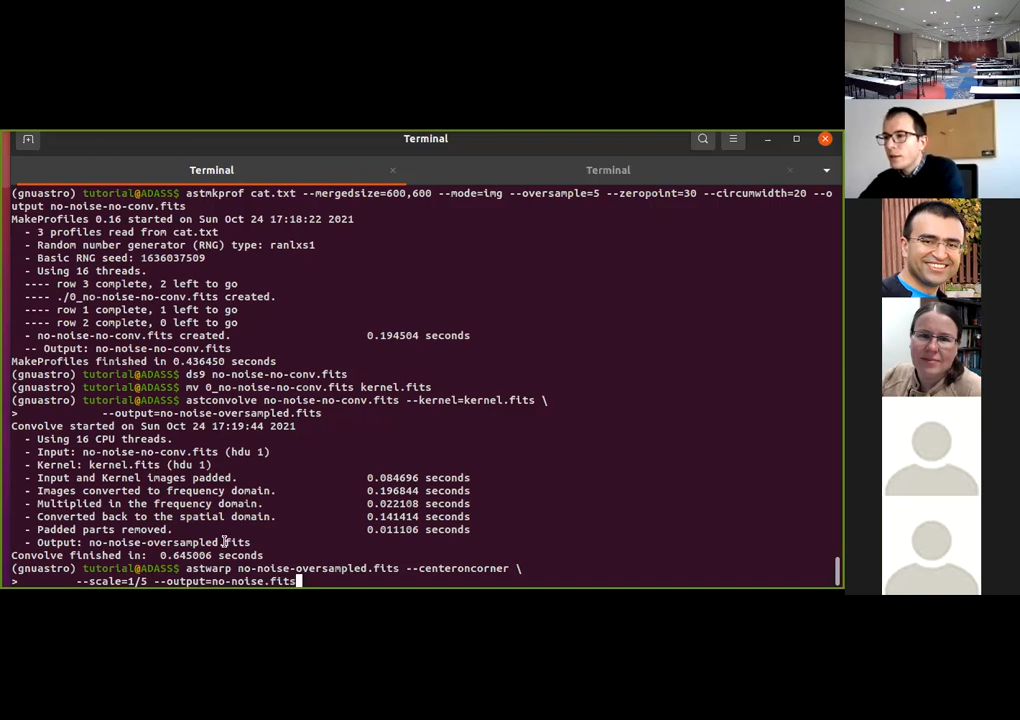 Terminal
Terminal
Terminal
(gnuastro) tutorial@ADASS$ astmkprof cat.txt --mergedsize=600,600 --mode=img --oversample=5 --zeropoint=30 --circumwidth=20 --o
utput no-noise-no-conv.fits
MakeProfiles 0.16 started on Sun Oct 24 17:18:22 2021
- 3 profiles read from cat.txt
- Random number generator (RNG) type: ranlxs1
- Basic RNG seed: 1636037509
- Using 16 threads.
---- row 3 complete, 2 left to go
---- ./0_no-noise-no-conv.fits created.
---- row 1 complete, 1 left to go
---- row 2 complete, 0 left to go
- no-noise-no-conv.fits created. 0.194504 seconds
-- Output: no-noise-no-conv.fits
MakeProfiles finished in 0.436450 seconds
(gnuastro) tutorial@ADASS$ ds9 no-noise-no-conv.fits
(gnuastro) tutorial@ADASS$ mv 0_no-noise-no-conv.fits kernel.fits
(gnuastro) tutorial@ADASS$ astconvolve no-noise-no-conv.fits --kernel=kernel.fits \
> --output=no-noise-oversampled.fits
Convolve started on Sun Oct 24 17:19:44 2021
- Using 16 CPU threads.
- Input: no-noise-no-conv.fits (hdu 1)
- Kernel: kernel.fits (hdu 1)
- Input and Kernel images padded. 0.084696 seconds
- Images converted to frequency domain. 0.196844 seconds
- Multiplied in the frequency domain. 0.022108 seconds
- Converted back to the spatial domain. 0.141414 seconds
- Padded parts removed. 0.011106 seconds
- Output: no-noise-oversampled.fits
Convolve finished in: 0.645006 seconds
(gnuastro) tutorial@ADASS$ astwarp no-noise-oversampled.fits --centeroncorner \
> --scale=1/5 --output=no-noise.fits